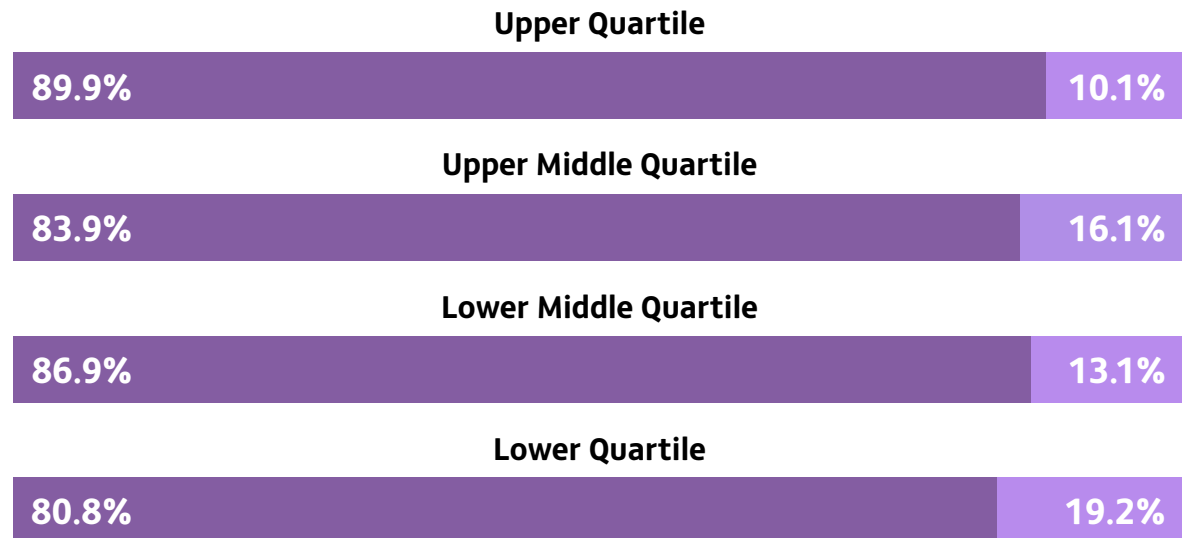 Upper Quartile
89.9% 10.1%
Upper Middle Quartile
83.9% 16.1%
Lower Middle Quartile
86.9% 13.1%
Lower Quartile
80.8% 19.2%